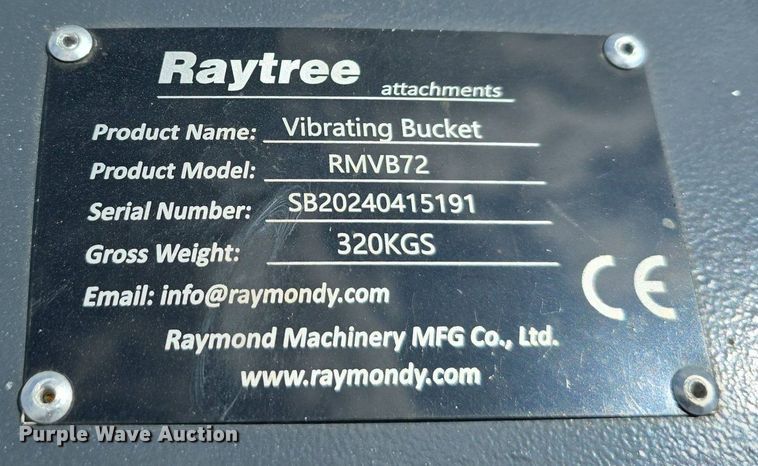 Raytree
attachments
Product Name: Vibrating Bucket
Product Model: RMVB72
Serial Number: SB20240415191
Gross Weight: 320KGS
Email: info@raymondy.com
CE
Raymond Machinery MFG Co., Ltd.
www.raymondy.com
Purple Wave Auction